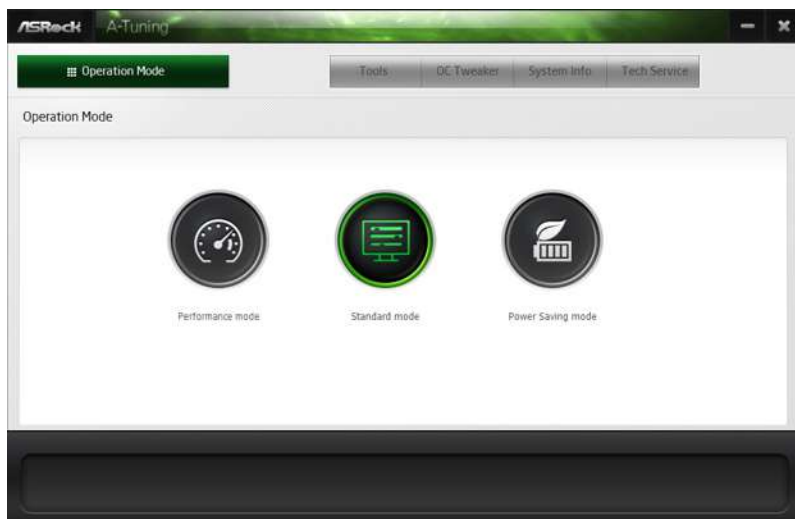 ASRock A-Tuning
Operation Mode Tools OC Tweaker System Info Tech Service
Operation Mode
Performance mode Standard mode Power Saving mode